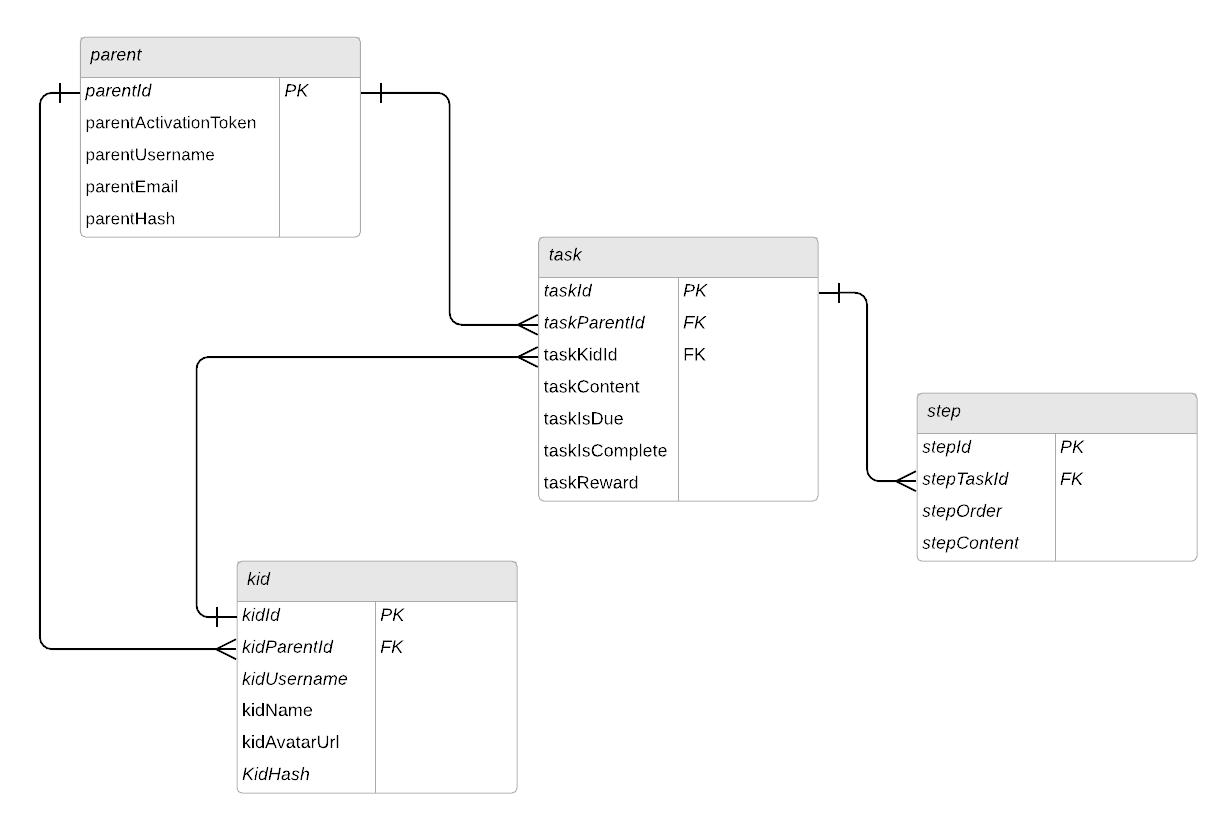 parent
parentId PK
parentActivationToken
parentUsername
parentEmail
parentHash
task
taskId PK
taskParentId FK
taskKidId FK
taskContent
taskIsDue
taskIsComplete
taskReward
step
stepId PK
stepTaskId FK
stepOrder
stepContent
kid
kidId PK
kidParentId FK
kidUsername
kidName
kidAvatarUrl
KidHash